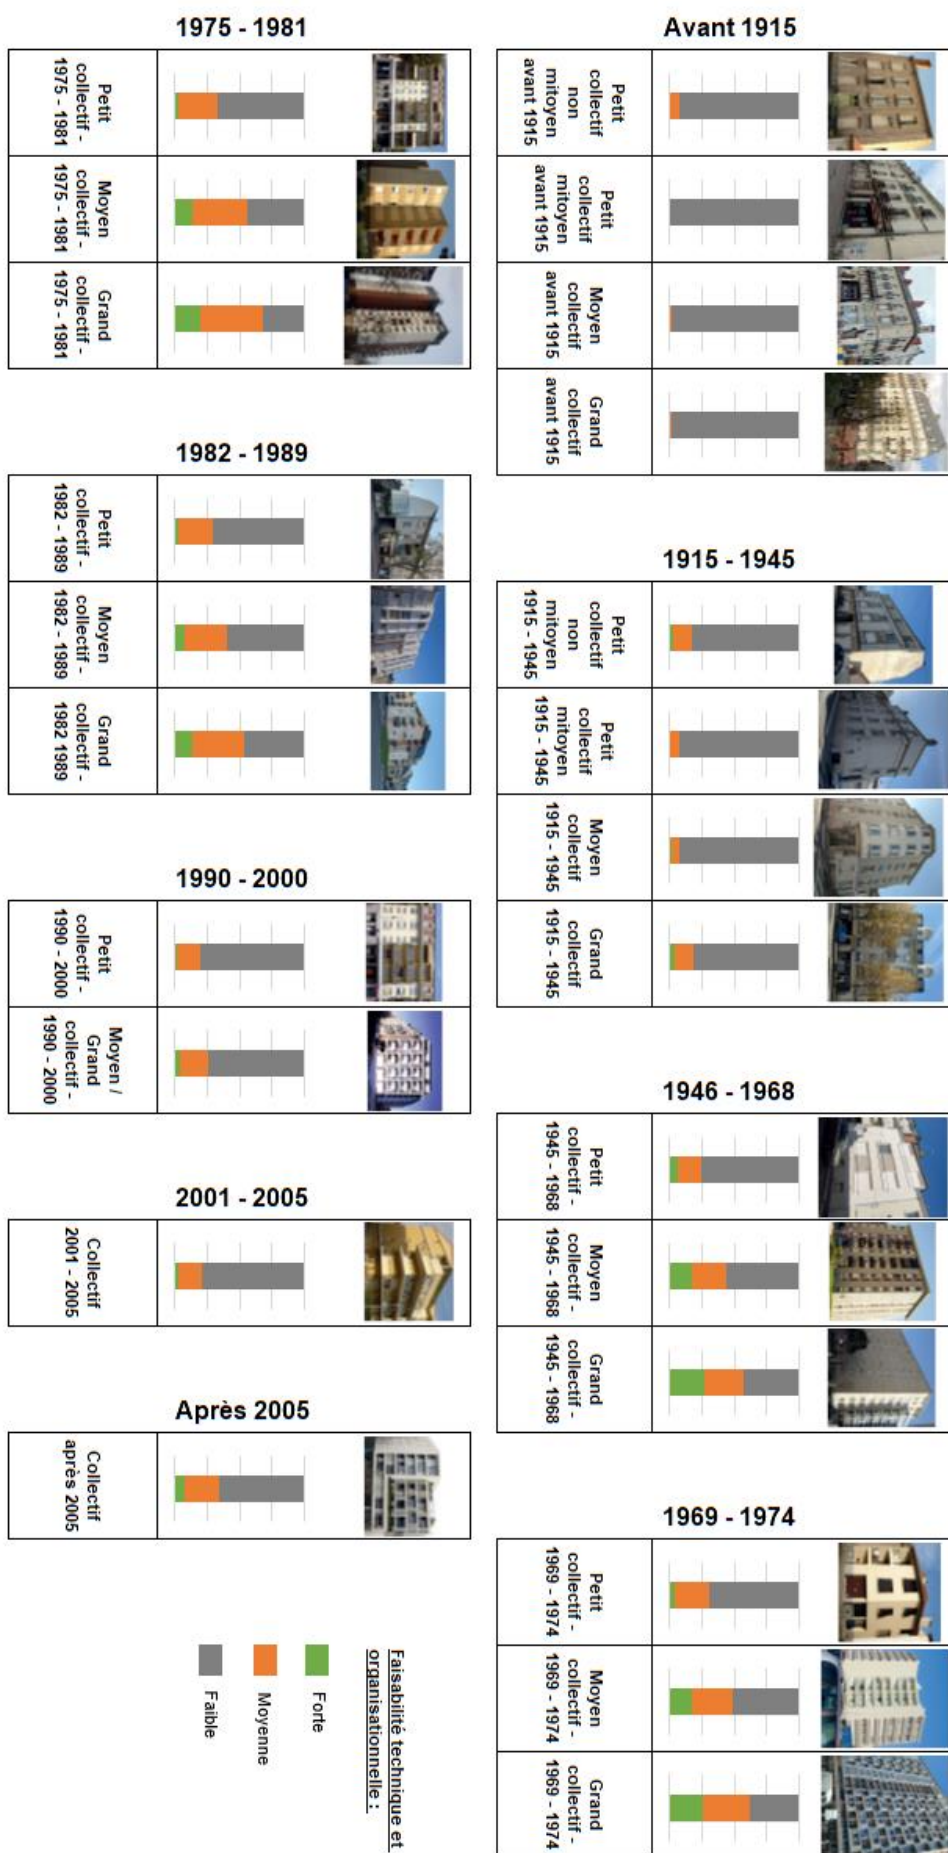 Avant 1915
Petit
collectif
non
mitoyen
avant 1915
Petit
collectif
mitoyen
avant 1915
Moyen
collectif
avant 1915
Grand
collectif
avant 1915
1915 - 1945
Petit
collectif
non
mitoyen
1915 - 1945
Petit
collectif
mitoyen
1915 - 1945
Moyen
collectif
1915 - 1945
Grand
collectif
1915 - 1945
1946 - 1968
Petit
collectif -
1945 - 1968
Moyen
collectif -
1945 - 1968
Grand
collectif -
1945 - 1968
1969 - 1974
Petit
collectif -
1969 - 1974
Moyen
collectif -
1969 - 1974
Grand
collectif -
1969 - 1974
1975 - 1981
Petit
collectif -
1975 - 1981
Moyen
collectif -
1975 - 1981
Grand
collectif -
1975 - 1981
1982 - 1989
Petit
collectif -
1982 - 1989
Moyen
collectif -
1982 - 1989
Grand
collectif -
1982 1989
1990 - 2000
Petit
collectif -
1990 - 2000
Moyen /
Grand
collectif -
1990 - 2000
2001 - 2005
Collectif
2001 - 2005
Après 2005
Collectif
après 2005
Faisabilité technique et
organisationnelle :
Forte
Moyenne
Faible